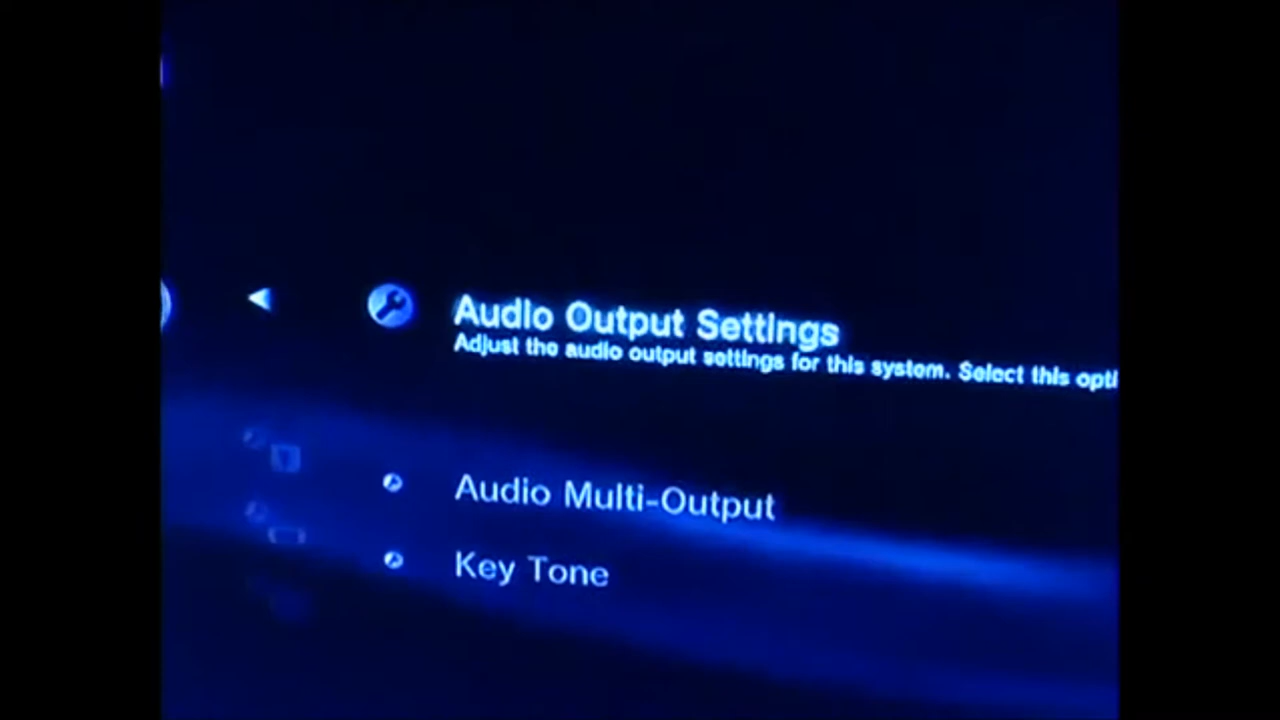 Audio Output Settings
Adjust the audio output settings for this system. Select this opti
Audio Multi-Output
Key Tone